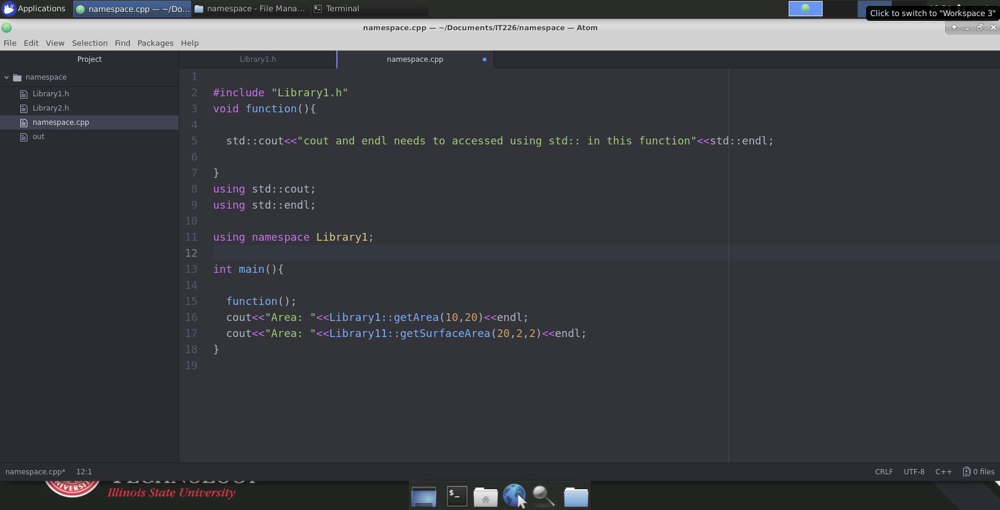 Applications
namespace.cpp — ~/Do...
namespace - File Mana...
Terminal
Click to switch to "Workspace 3"
namespace.cpp — ~/Documents/IT226/namespace — Atom
File Edit View Selection Find Packages Help
Project
Library1.h
namespace.cpp
namespace
Library1.h
Library2.h
namespace.cpp
out
1
2 #include "Library1.h"
3 void function(){
4
5 std::cout<<"cout and endl needs to accessed using std:: in this function"<<std::endl;
6
7 }
8 using std::cout;
9 using std::endl;
10
11 using namespace Library1;
12
13 int main(){
14
15 function();
16 cout<<"Area: "<<Library1::getArea(10,20)<<endl;
17 cout<<"Area: "<<Library11::getSurfaceArea(20,2,2)<<endl;
18 }
19
namespace.cpp* 12:1
CRLF UTF-8 C++ 0 files
TECHNOLOGY
Illinois State University
$_